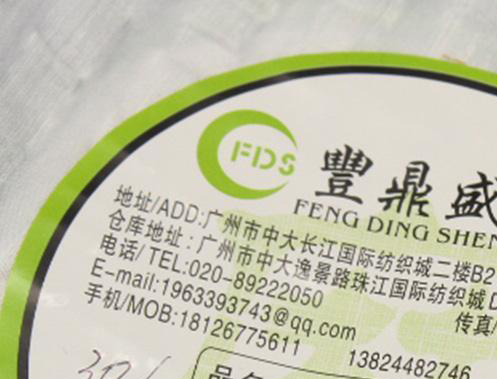 FDS
豐鼎盛
FENG DING SHEN
地址/ADD:广州市中大长江国际纺织城二楼B2
仓库地址：广州市中大逸景路珠江国际纺织城D
电话/ TEL:020-89222050
传真
E-mail:1963393743@qq.com
手机/MOB:18126775611
13824482746
品名